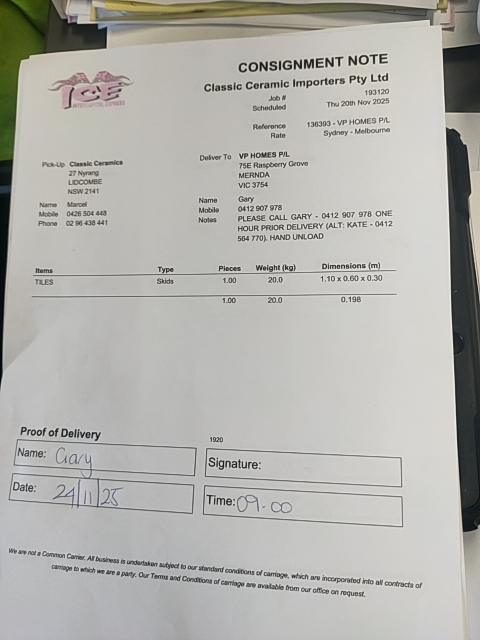 CONSIGNMENT NOTE
ICE
Classic Ceramic Importers Pty Ltd
Job # 193120
Scheduled Thu 20th Nov 2025
Reference 136393 - VP HOMES P/L
Rate Sydney - Melbourne
Pick-Up Classic Ceramics
27 Nyrang
LIDCOMBE
NSW 2141
Name Marcel
Mobile 0426 504 448
Phone 02 96 438 441
Deliver To VP HOMES P/L
75E Raspberry Grove
MERNDA
VIC 3754
Name Gary
Mobile 0412 907 978
Notes PLEASE CALL GARY - 0412 907 978 ONE
HOUR PRIOR DELIVERY (ALT: KATE - 0412
564 770). HAND UNLOAD
Items Type Pieces Weight (kg) Dimensions (m)
TILES Skids 1.00 20.0 1.10 x 0.60 x 0.30
1.00 20.0 0.198
Proof of Delivery
1920
Name: Gary
Signature:
Date: 24/11/25
Time: 09.00
We are not a Common Carrier. All business is undertaken subject to our standard conditions of carriage, which are incorporated into all contracts of
carriage to which we are a party. Our Terms and Conditions of carriage are available from our office on request.